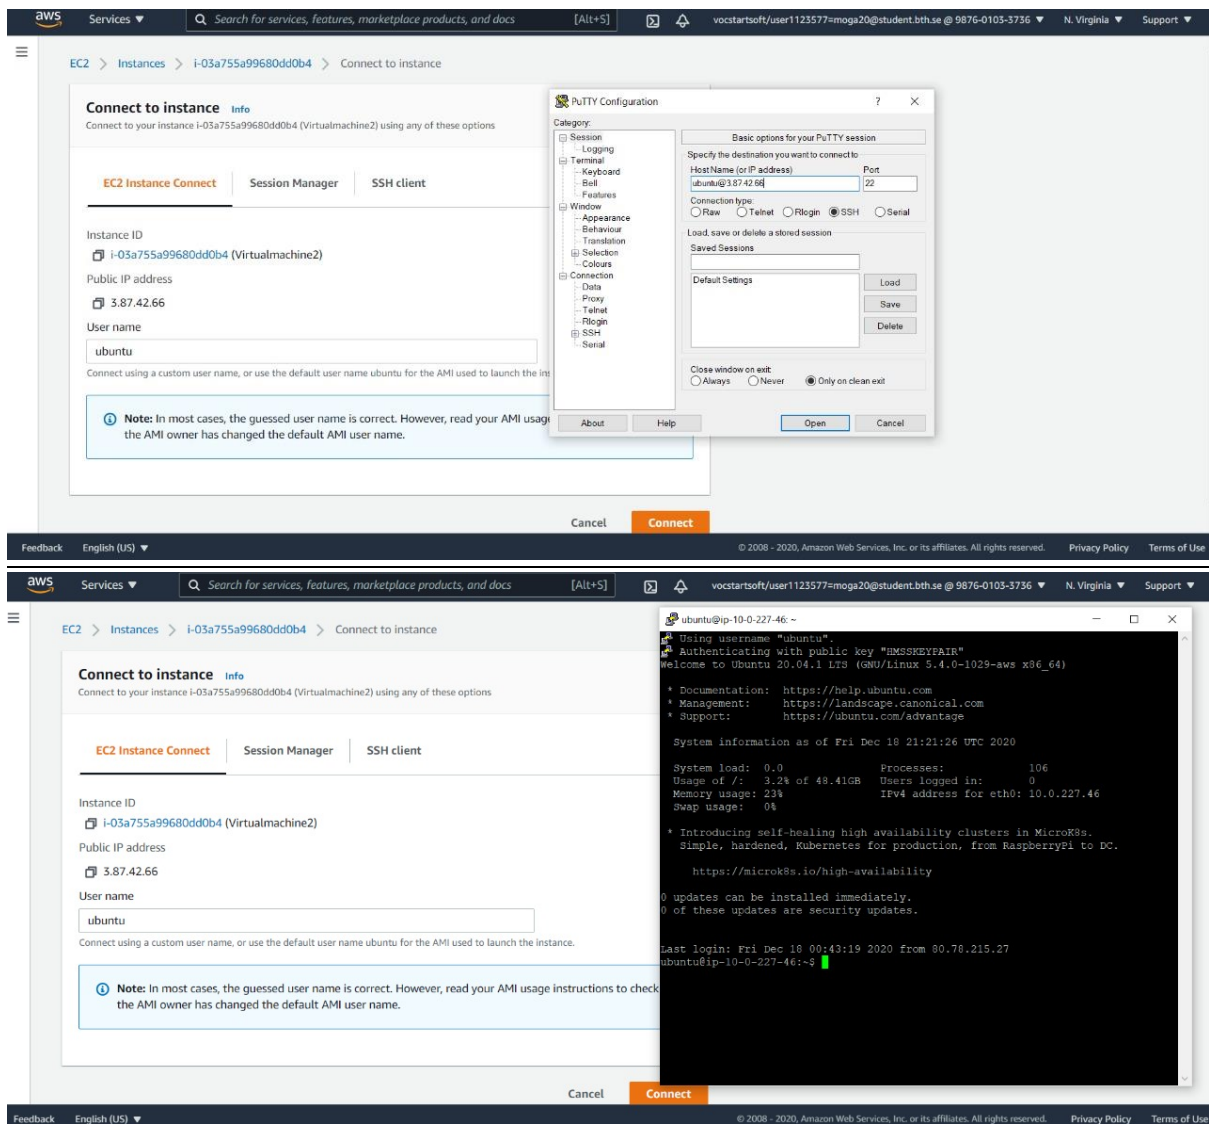 aws Services ▼ Search for services, features, marketplace products, and docs [Alt+S] vocstartsoft/user1123577=moga20@student.bth.se @ 9876-0103-3736 ▼ N. Virginia ▼ Support ▼
EC2 > Instances > i-03a755a99680dd0b4 > Connect to instance
Connect to instance Info
Connect to your instance i-03a755a99680dd0b4 (Virtualmachine2) using any of these options
EC2 Instance Connect Session Manager SSH client
Instance ID
i-03a755a99680dd0b4 (Virtualmachine2)
Public IP address
3.87.42.66
User name
ubuntu
Connect using a custom user name, or use the default user name ubuntu for the AMI used to launch the ins
Note: In most cases, the guessed user name is correct. However, read your AMI usage
the AMI owner has changed the default AMI user name.
Cancel Connect
PuTTY Configuration ? ×
Category:
Session
Logging
Terminal
Keyboard
Bell
Features
Window
Appearance
Behaviour
Translation
Selection
Colours
Connection
Data
Proxy
Telnet
Rlogin
SSH
Serial
Basic options for your PuTTY session
Specify the destination you want to connect to
Host Name (or IP address) Port
ubuntu@3.87.42.66 22
Connection type:
Raw Telnet Rlogin SSH Serial
Load, save or delete a stored session
Saved Sessions
Default Settings
Load
Save
Delete
Close window on exit:
Always Never Only on clean exit
About Help Open Cancel
Feedback English (US) ▼ © 2008 - 2020, Amazon Web Services, Inc. or its affiliates. All rights reserved. Privacy Policy Terms of Use
aws Services ▼ Search for services, features, marketplace products, and docs [Alt+S] vocstartsoft/user1123577=moga20@student.bth.se @ 9876-0103-3736 ▼ N. Virginia ▼ Support ▼
EC2 > Instances > i-03a755a99680dd0b4 > Connect to instance
Connect to instance Info
Connect to your instance i-03a755a99680dd0b4 (Virtualmachine2) using any of these options
EC2 Instance Connect Session Manager SSH client
Instance ID
i-03a755a99680dd0b4 (Virtualmachine2)
Public IP address
3.87.42.66
User name
ubuntu
Connect using a custom user name, or use the default user name ubuntu for the AMI used to launch the instance.
Note: In most cases, the guessed user name is correct. However, read your AMI usage instructions to check
the AMI owner has changed the default AMI user name.
Cancel Connect
ubuntu@ip-10-0-227-46: ~
Using username "ubuntu".
Authenticating with public key "HMSSKEYPAIR"
Welcome to Ubuntu 20.04.1 LTS (GNU/Linux 5.4.0-1029-aws x86_64)
* Documentation: https://help.ubuntu.com
* Management: https://landscape.canonical.com
* Support: https://ubuntu.com/advantage
System information as of Fri Dec 18 21:21:26 UTC 2020
System load: 0.0 Processes: 106
Usage of /: 3.2% of 48.41GB Users logged in: 0
Memory usage: 23% IPv4 address for eth0: 10.0.227.46
Swap usage: 0%
* Introducing self-healing high availability clusters in MicroK8s.
Simple, hardened, Kubernetes for production, from RaspberryPi to DC.
https://microk8s.io/high-availability
0 updates can be installed immediately.
0 of these updates are security updates.
Last login: Fri Dec 18 00:43:19 2020 from 80.78.215.27
ubuntu@ip-10-0-227-46:~$
Feedback English (US) ▼ © 2008 - 2020, Amazon Web Services, Inc. or its affiliates. All rights reserved. Privacy Policy Terms of Use